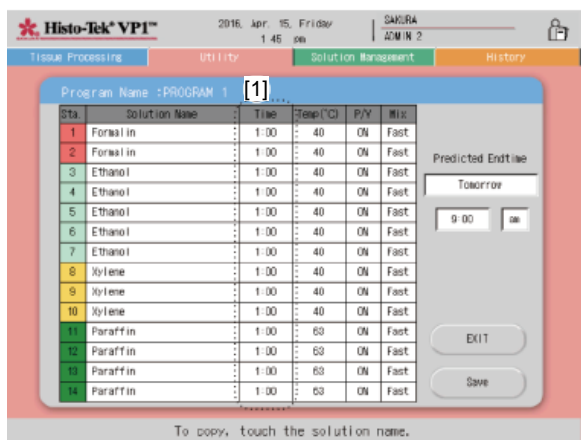 Histo-Tek® VP1™
2016, Apr. 15, Friday
1 45 pm
SAKURA
ADMIN 2
Tissue Processing Utility Solution Management History
Program Name :PROGRAM 1 [1]
Sta. Solution Name Time Temp(℃) P/V Mix
1 Formalin 1:00 40 ON Fast
2 Formalin 1:00 40 ON Fast
3 Ethanol 1:00 40 ON Fast
4 Ethanol 1:00 40 ON Fast
5 Ethanol 1:00 40 ON Fast
6 Ethanol 1:00 40 ON Fast
7 Ethanol 1:00 40 ON Fast
8 Xylene 1:00 40 ON Fast
9 Xylene 1:00 40 ON Fast
10 Xylene 1:00 40 ON Fast
11 Paraffin 1:00 63 ON Fast
12 Paraffin 1:00 63 ON Fast
13 Paraffin 1:00 63 ON Fast
14 Paraffin 1:00 63 ON Fast
Predicted Endtime
Tomorrow
9:00 am
EXIT
Save
To copy, touch the solution name.